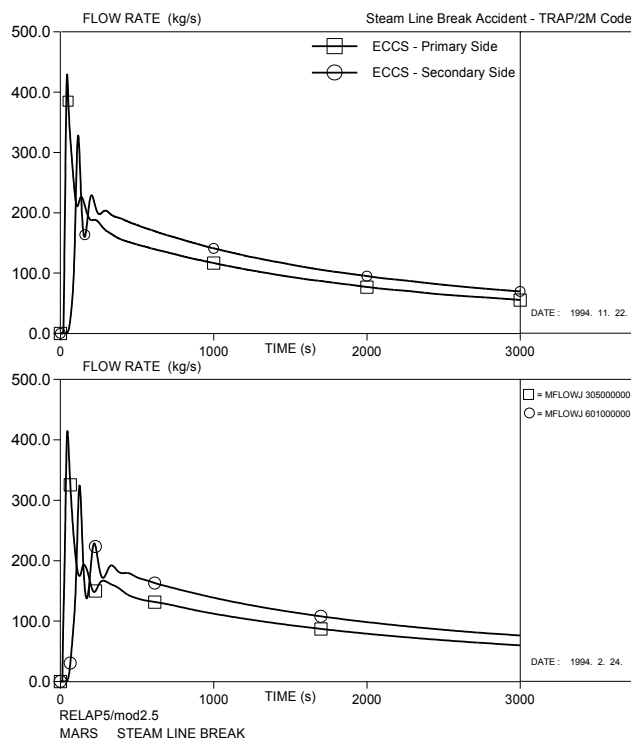 FLOW RATE (kg/s)
Steam Line Break Accident - TRAP/2M Code
500.0
ECCS - Primary Side
ECCS - Secondary Side
400.0
300.0
200.0
100.0
DATE : 1994. 11. 22.
0.0
0
1000
TIME (s)
2000
3000
FLOW RATE (kg/s)
500.0
= MFLOWJ 305000000
= MFLOWJ 601000000
400.0
300.0
200.0
100.0
DATE : 1994. 2. 24.
0.0
0
1000
TIME (s)
2000
3000
RELAP5/mod2.5
MARS STEAM LINE BREAK